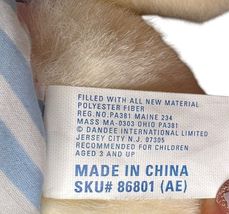 FILLED WITH ALL NEW MATERIAL
POLYESTER FIBER
REG.NO.PA381 MAINE 234
MASS MA-0303 OHIO PA381
© DANDEE INTERNATIONAL LIMITED
JERSEY CITY N.J. 07305
RECOMMENDED FOR CHILDREN
AGED 3 AND UP
MADE IN CHINA
SKU# 86801 (AE)